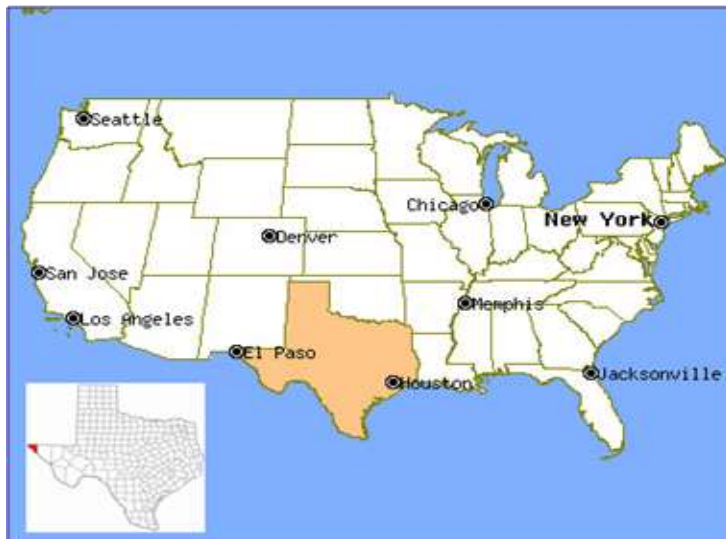 Seattle
Chicago
New York
Denver
San Jose
Memphis
Los Angeles
El Paso
Jacksonville
Houston